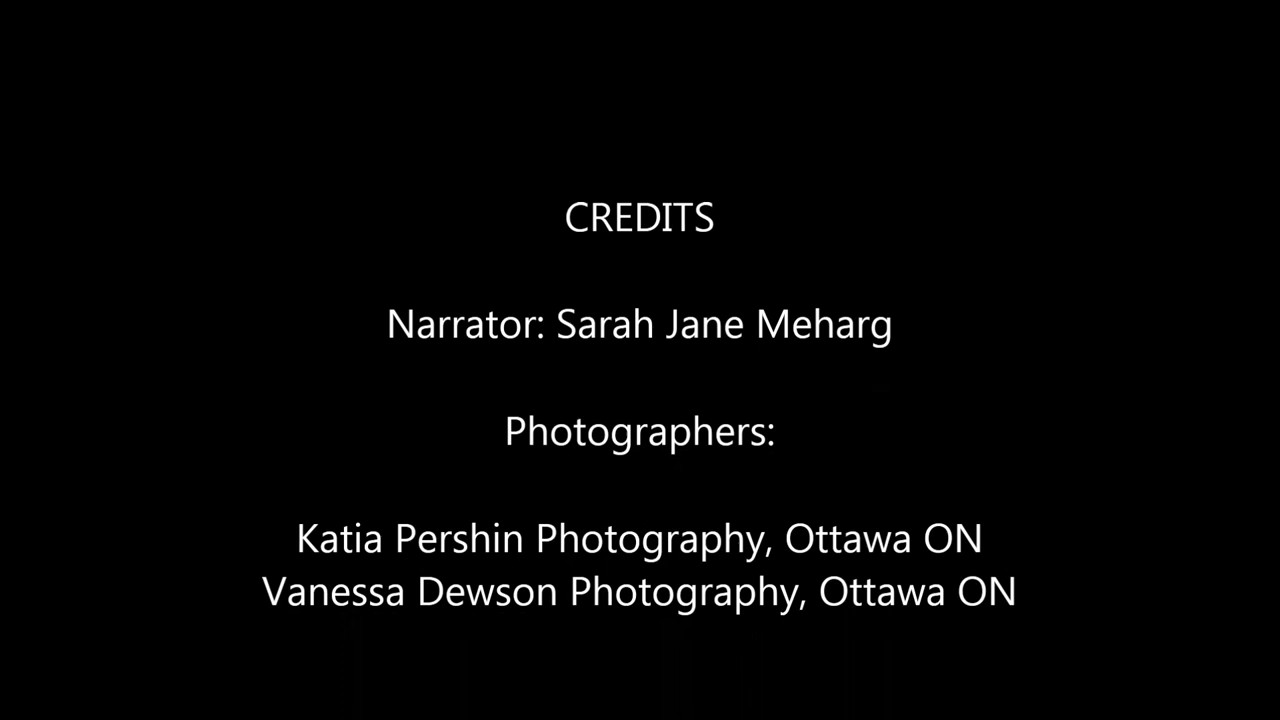 CREDITS
Narrator: Sarah Jane Meharg
Photographers:
Katia Pershin Photography, Ottawa ON
Vanessa Dewson Photography, Ottawa ON